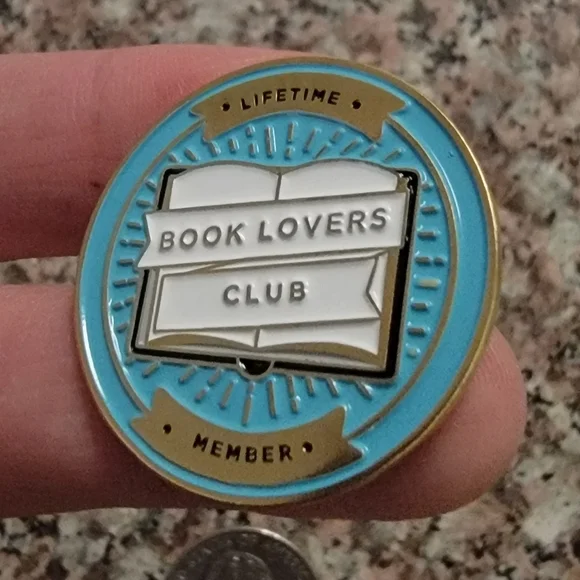 • LIFETIME •
BOOK LOVERS
CLUB
• MEMBER •